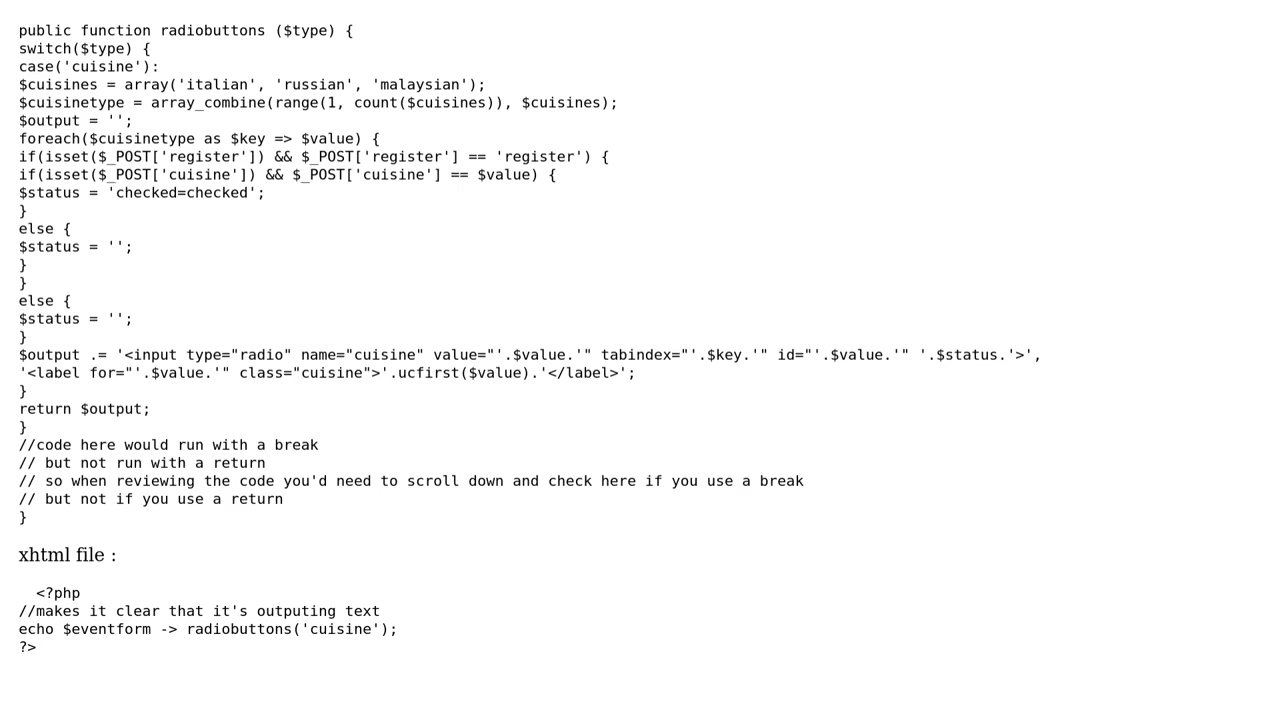 public function radiobuttons ($type) {
switch($type) {
case('cuisine'):
$cuisines = array('italian', 'russian', 'malaysian');
$cuisinetype = array_combine(range(1, count($cuisines)), $cuisines);
$output = '';
foreach($cuisinetype as $key => $value) {
if(isset($_POST['register']) && $_POST['register'] == 'register') {
if(isset($_POST['cuisine']) && $_POST['cuisine'] == $value) {
$status = 'checked=checked';
}
else {
$status = '';
}
}
else {
$status = '';
}
$output .= '<input type="radio" name="cuisine" value="'.$value.'" tabindex="'.$key.'" id="'.$value.'" '.$status.'>',
'<label for="'.$value.'" class="cuisine">'.ucfirst($value).'</label>';
}
return $output;
}
//code here would run with a break
// but not run with a return
// so when reviewing the code you'd need to scroll down and check here if you use a break
// but not if you use a return
}
xhtml file :
<?php
//makes it clear that it's outputing text
echo $eventform -> radiobuttons('cuisine');
?>